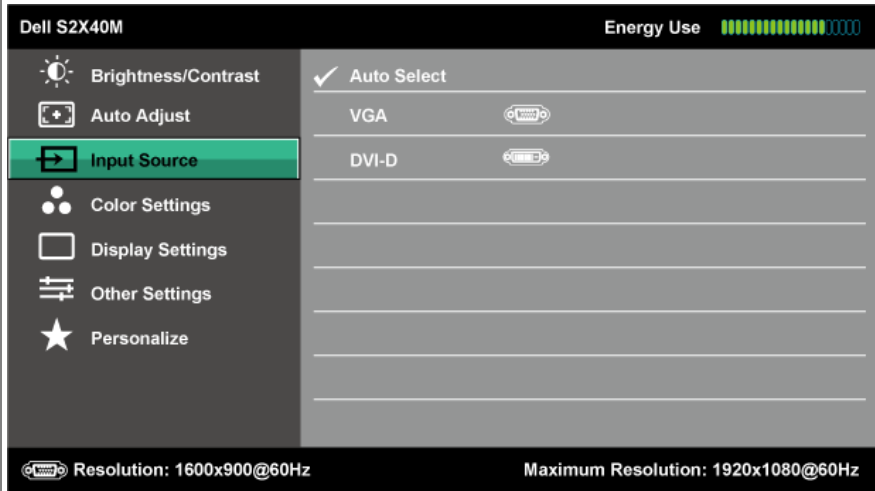 Dell S2X40M Energy Use
Brightness/Contrast Auto Select
Auto Adjust VGA
Input Source DVI-D
Color Settings
Display Settings
Other Settings
Personalize
Resolution: 1600x900@60Hz Maximum Resolution: 1920x1080@60Hz